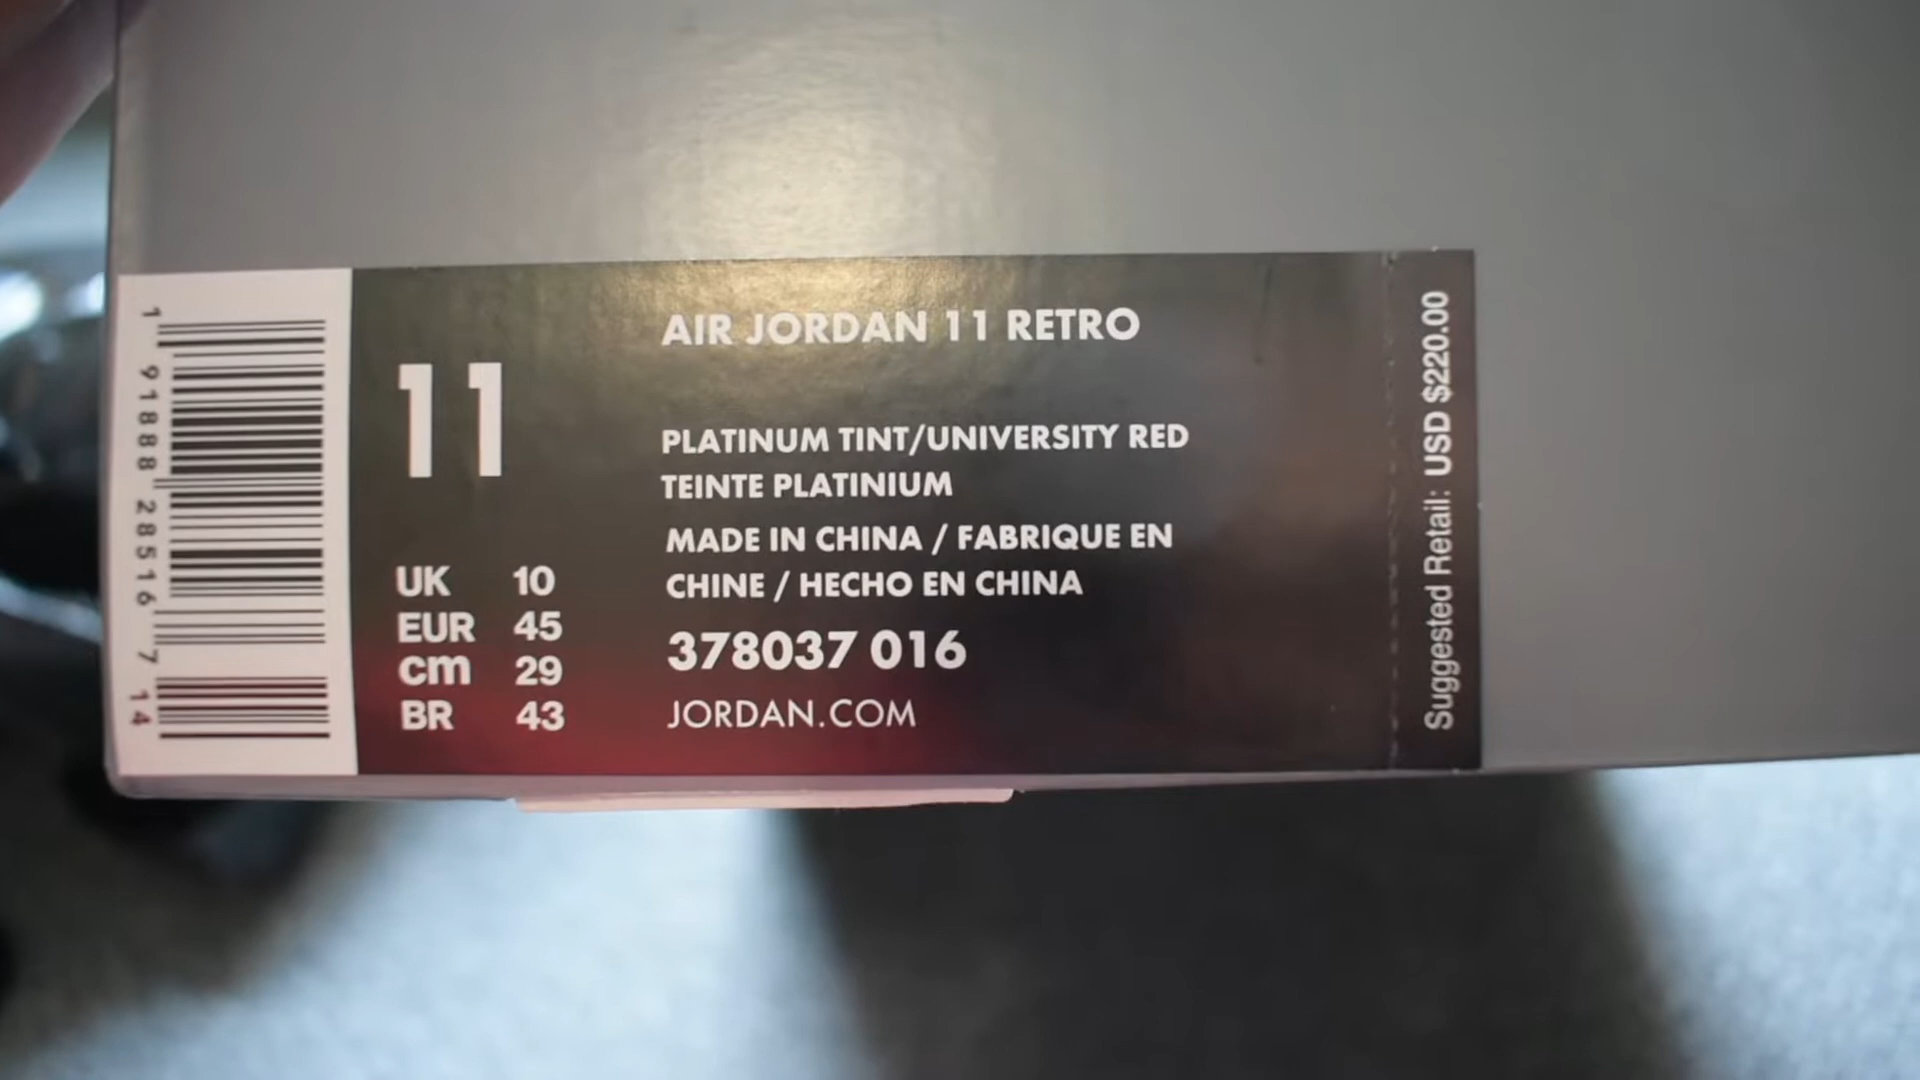 1 91888 28516 7 14
11
UK 10
EUR 45
cm 29
BR 43
AIR JORDAN 11 RETRO
PLATINUM TINT/UNIVERSITY RED
TEINTE PLATINIUM
MADE IN CHINA / FABRIQUE EN
CHINE / HECHO EN CHINA
378037 016
JORDAN.COM
Suggested Retail: USD $220.00